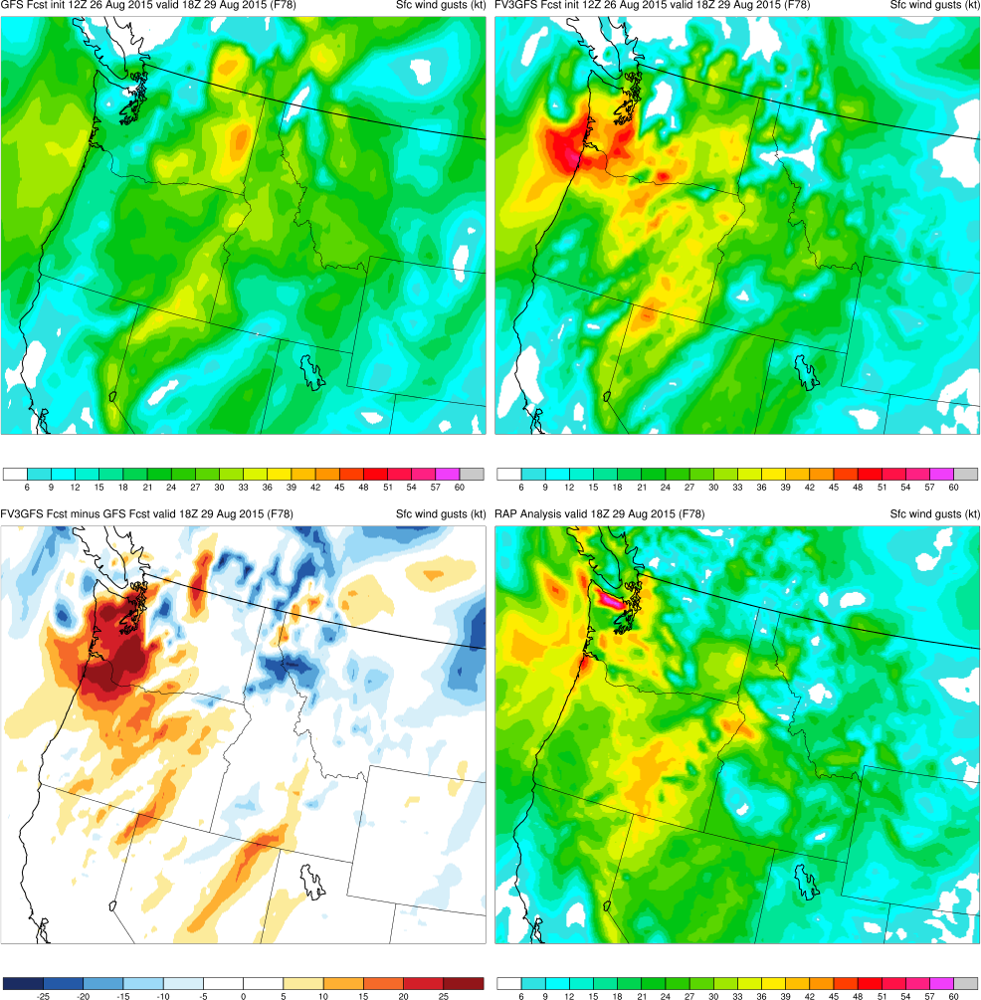 GFS Fcst init 12Z 26 Aug 2015 valid 18Z 29 Aug 2015 (F78) Sfc wind gusts (kt)
FV3GFS Fcst init 12Z 26 Aug 2015 valid 18Z 29 Aug 2015 (F78) Sfc wind gusts (kt)
6 9 12 15 18 21 24 27 30 33 36 39 42 45 48 51 54 57 60
6 9 12 15 18 21 24 27 30 33 36 39 42 45 48 51 54 57 60
FV3GFS Fcst minus GFS Fcst valid 18Z 29 Aug 2015 (F78) Sfc wind gusts (kt)
RAP Analysis valid 18Z 29 Aug 2015 (F78) Sfc wind gusts (kt)
-25 -20 -15 -10 -5 0 5 10 15 20 25
6 9 12 15 18 21 24 27 30 33 36 39 42 45 48 51 54 57 60